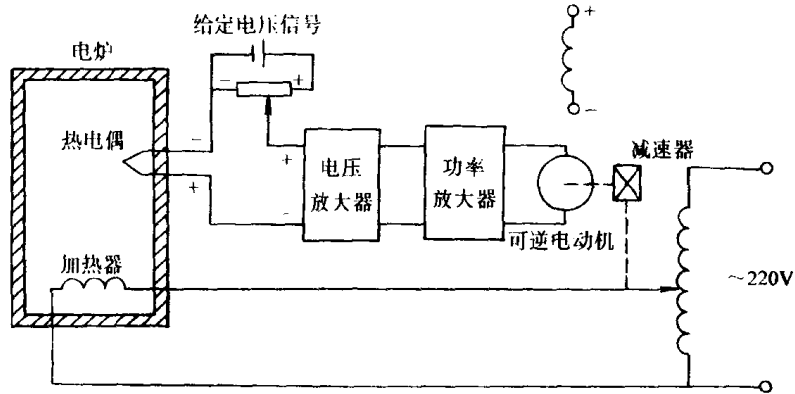 给定电压信号
电炉
热电偶
加热器
电压
放大器
功率
放大器
可逆电动机
减速器
～220V
+
−
−
+
−
+
+
−